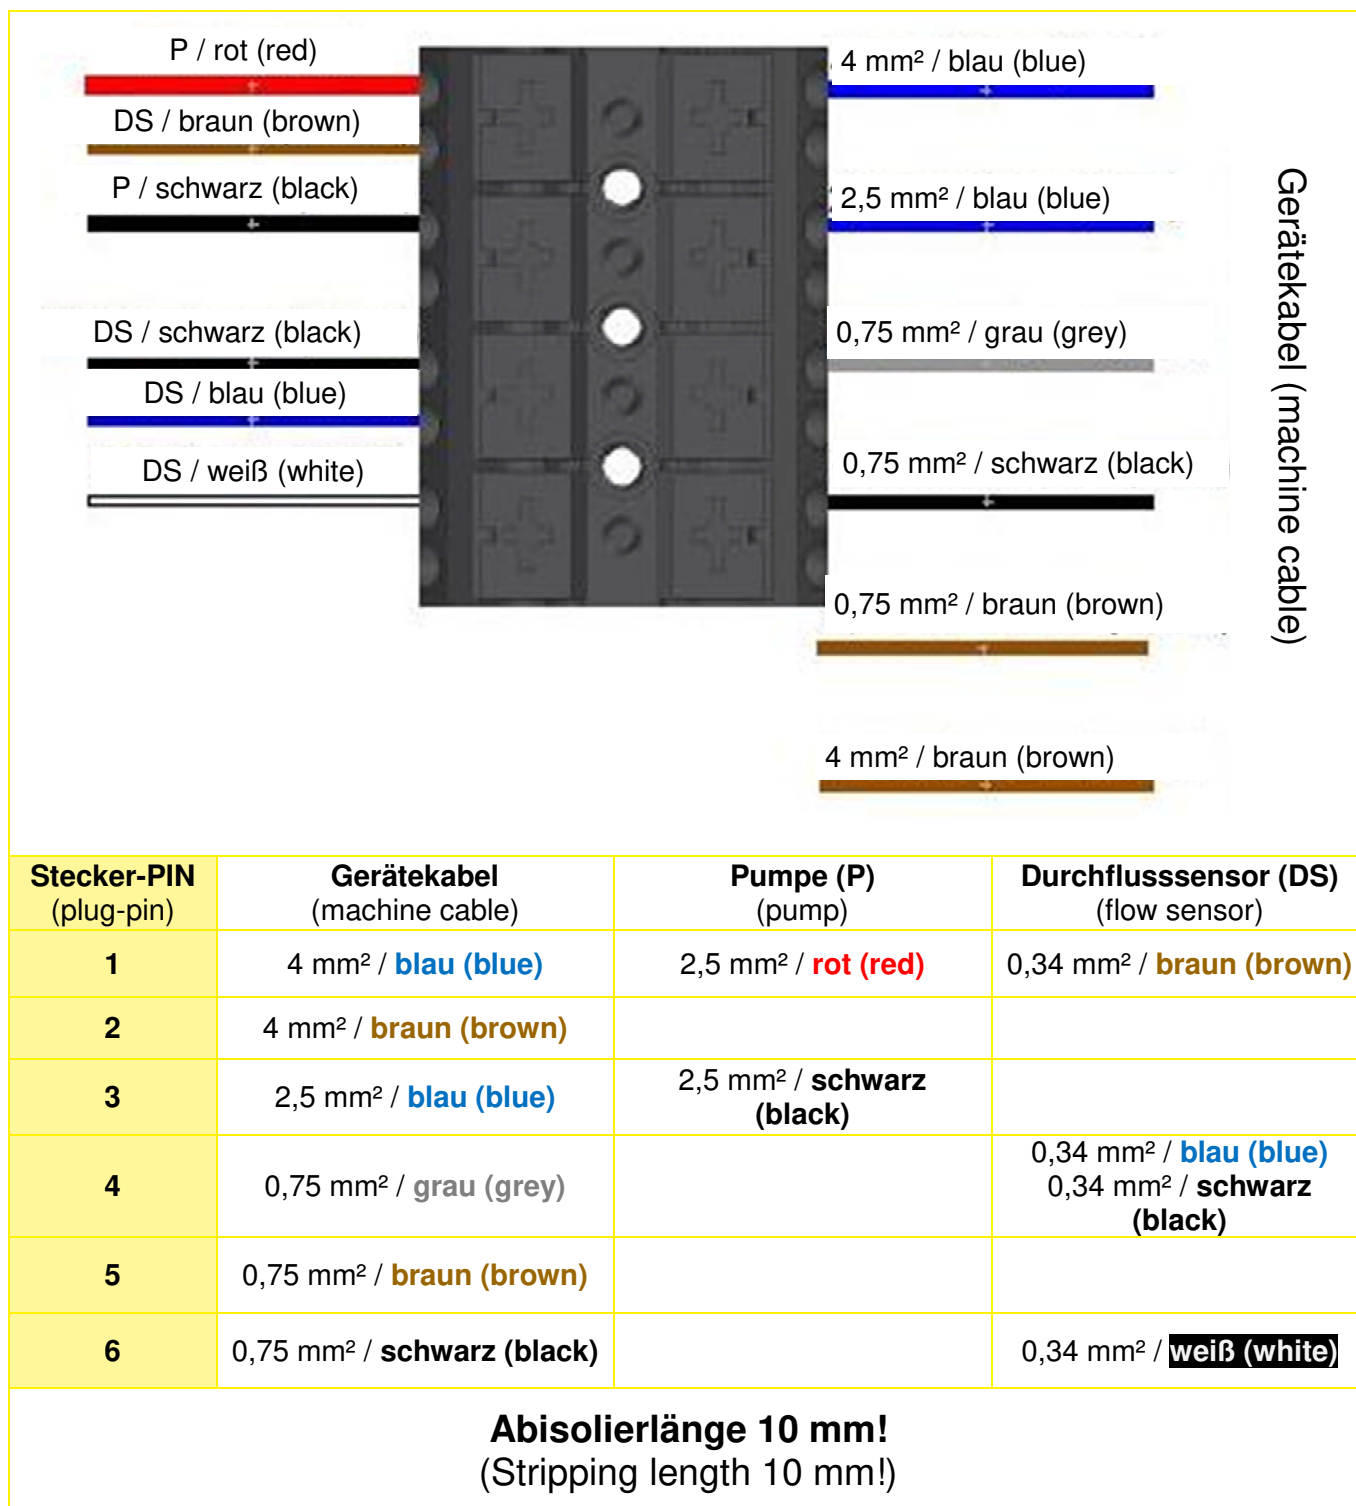 P / rot (red)
DS / braun (brown)
P / schwarz (black)
DS / schwarz (black)
DS / blau (blue)
DS / weiß (white)
4 mm² / blau (blue)
2,5 mm² / blau (blue)
0,75 mm² / grau (grey)
0,75 mm² / schwarz (black)
0,75 mm² / braun (brown)
4 mm² / braun (brown)
Gerätekabel (machine cable)
Stecker-PIN
(plug-pin)
Gerätekabel
(machine cable)
Pumpe (P)
(pump)
Durchflusssensor (DS)
(flow sensor)
1
4 mm² / blau (blue)
2,5 mm² / rot (red)
0,34 mm² / braun (brown)
2
4 mm² / braun (brown)
3
2,5 mm² / blau (blue)
2,5 mm² / schwarz
(black)
4
0,75 mm² / grau (grey)
0,34 mm² / blau (blue)
0,34 mm² / schwarz
(black)
5
0,75 mm² / braun (brown)
6
0,75 mm² / schwarz (black)
0,34 mm² / weiß (white)
Abisolierlänge 10 mm!
(Stripping length 10 mm!)